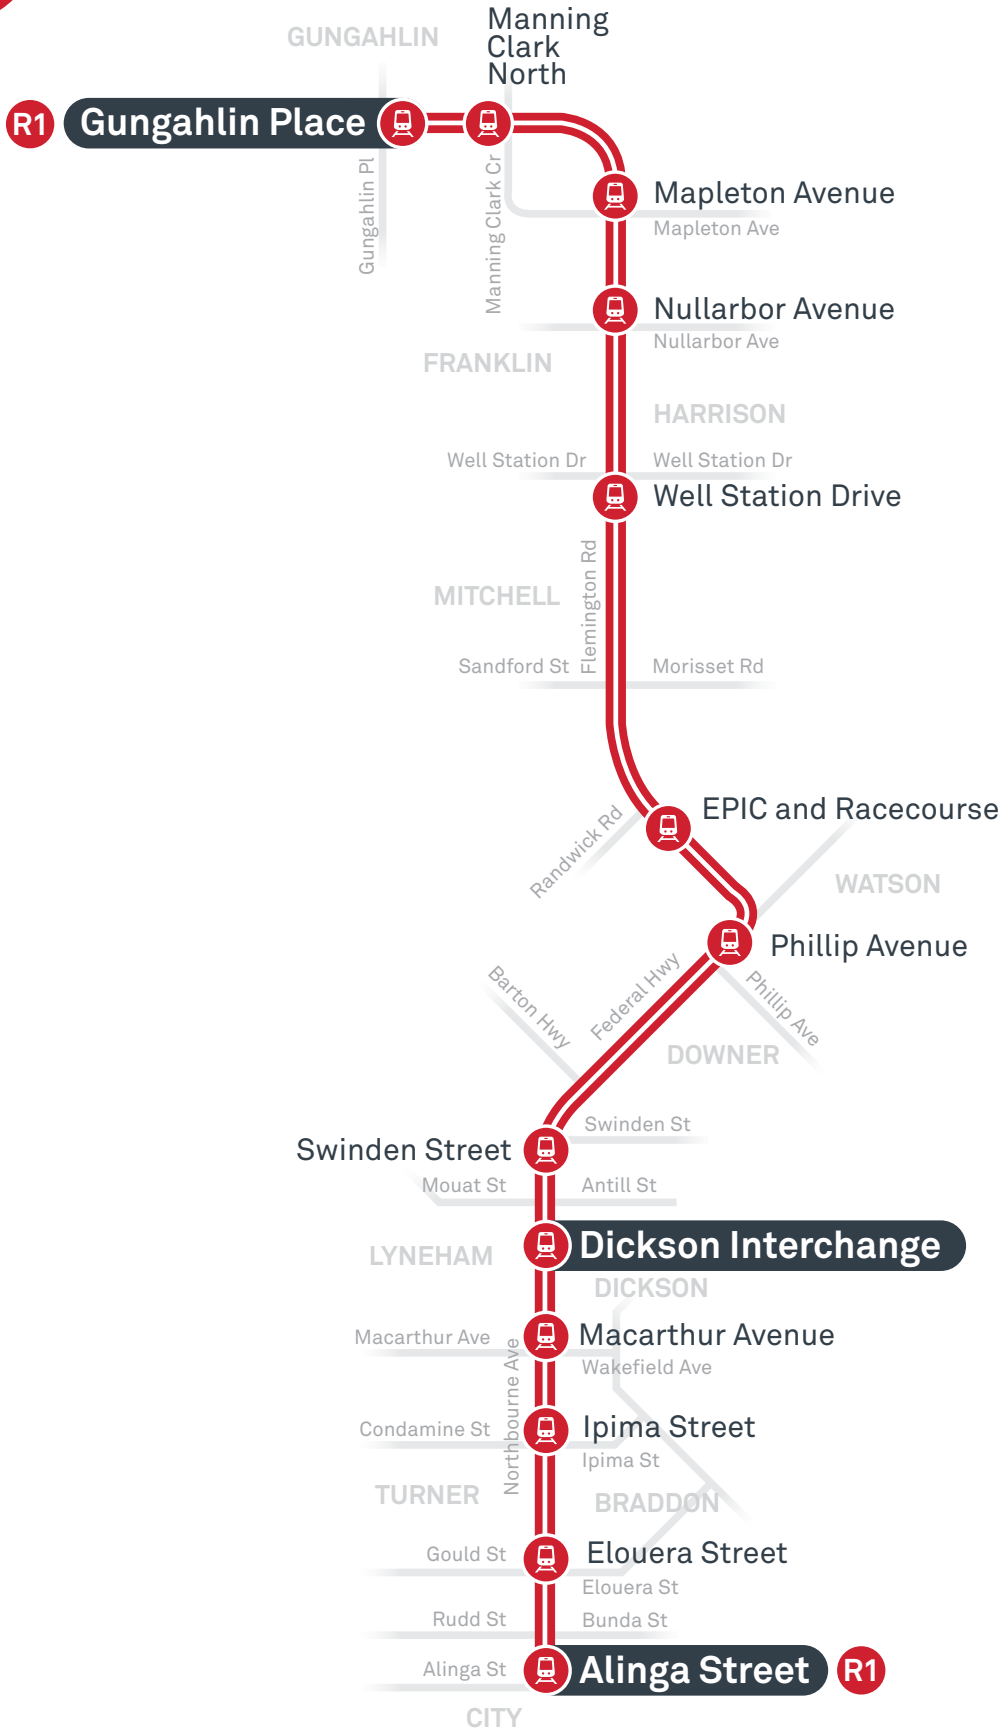 GUNGAHLIN
Manning
Clark
North
R1
Gungahlin Place
Gungahlin Pl
Manning Clark Cr
Mapleton Avenue
Mapleton Ave
Nullarbor Avenue
Nullarbor Ave
FRANKLIN
HARRISON
Well Station Dr
Well Station Dr
Well Station Drive
Flemington Rd
MITCHELL
Sandford St
Morisset Rd
EPIC and Racecourse
Randwick Rd
WATSON
Phillip Avenue
Barton Hwy
Federal Hwy
Phillip Ave
DOWNER
Swinden St
Swinden Street
Mouat St
Antill St
Dickson Interchange
LYNEHAM
DICKSON
Macarthur Avenue
Macarthur Ave
Wakefield Ave
Northbourne Ave
Ipima Street
Condamine St
Ipima St
TURNER
BRADDON
Elouera Street
Gould St
Elouera St
Rudd St
Bunda St
Alinga St
Alinga Street
R1
CITY